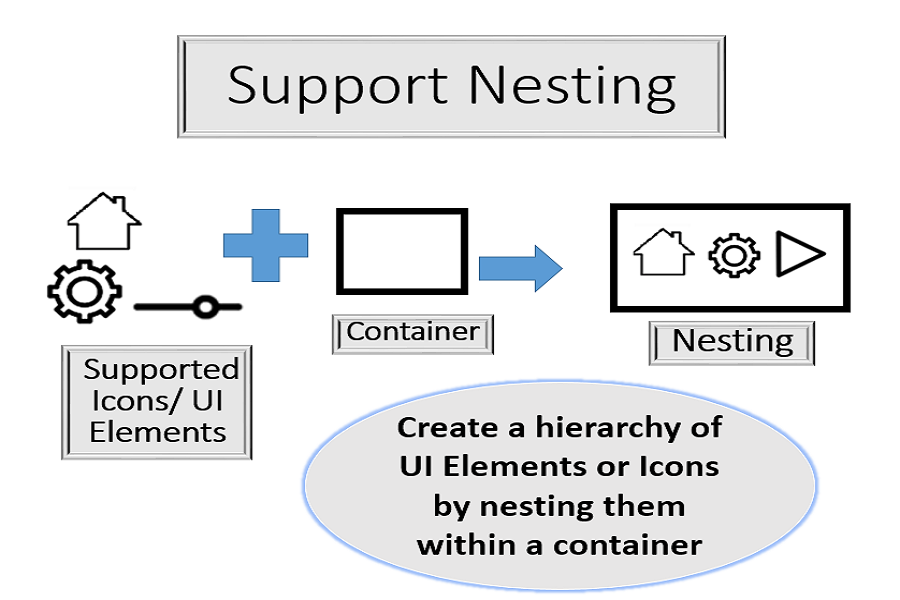 Support Nesting
Supported
Icons/ UI
Elements
Container
Nesting
Create a hierarchy of
UI Elements or Icons
by nesting them
within a container